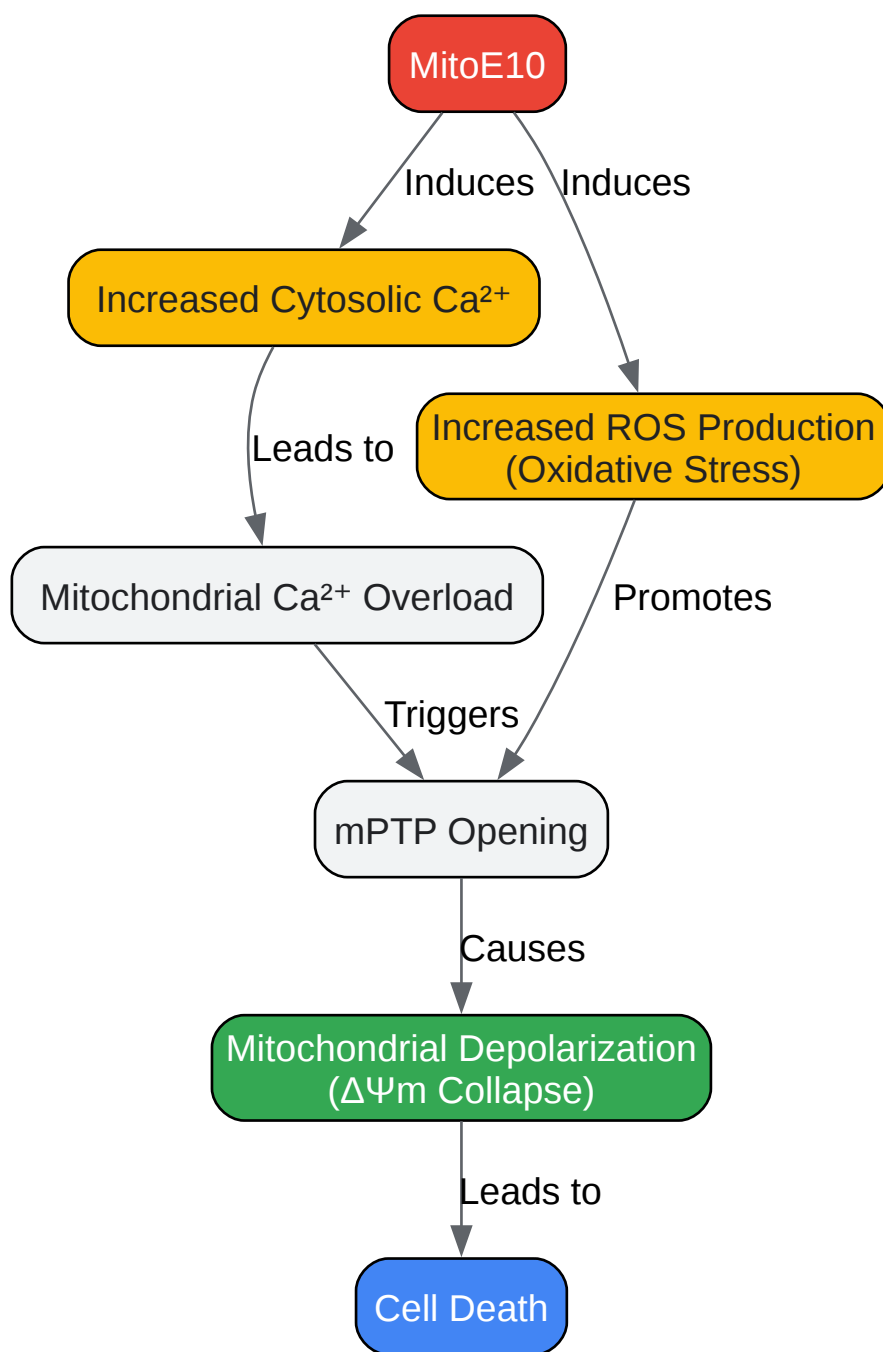 MitoE10
Induces
Induces
Increased Cytosolic Ca²⁺
Increased ROS Production
(Oxidative Stress)
Leads to
Mitochondrial Ca²⁺ Overload
Promotes
Triggers
mPTP Opening
Causes
Mitochondrial Depolarization
(ΔΨm Collapse)
Leads to
Cell Death